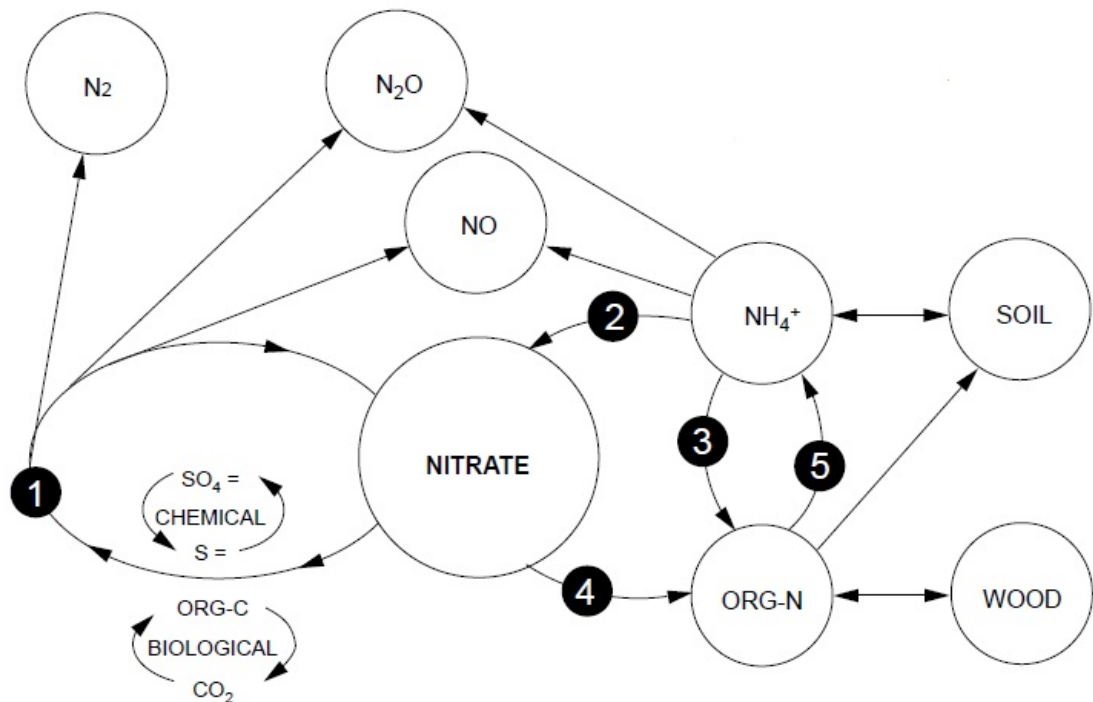 N2
N₂O
NO
2
NH₄⁺
SOIL
3
5
1
SO₄ =
CHEMICAL
S =
NITRATE
4
ORG-N
WOOD
ORG-C
BIOLOGICAL
CO₂